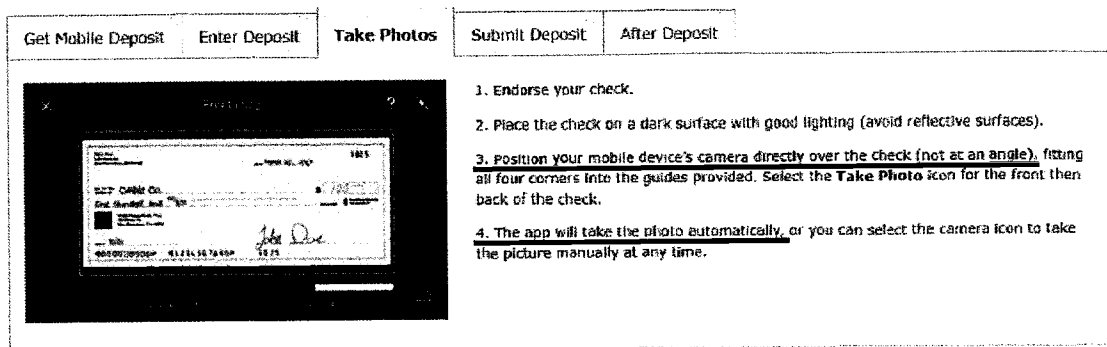 Get Mobile Deposit
Enter Deposit
Take Photos
Submit Deposit
After Deposit
1. Endorse your check.
2. Place the check on a dark surface with good lighting (avoid reflective surfaces).
3. Position your mobile device's camera directly over the check (not at an angle), fitting
all four corners into the guides provided. Select the Take Photo icon for the front then
back of the check.
4. The app will take the photo automatically, or you can select the camera icon to take
the picture manually at any time.
?
1025
$
John Doe
1025